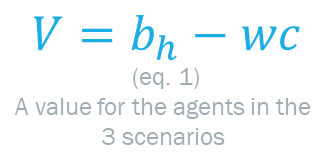 V = b_h − wc
(eq. 1)
A value for the agents in the
3 scenarios